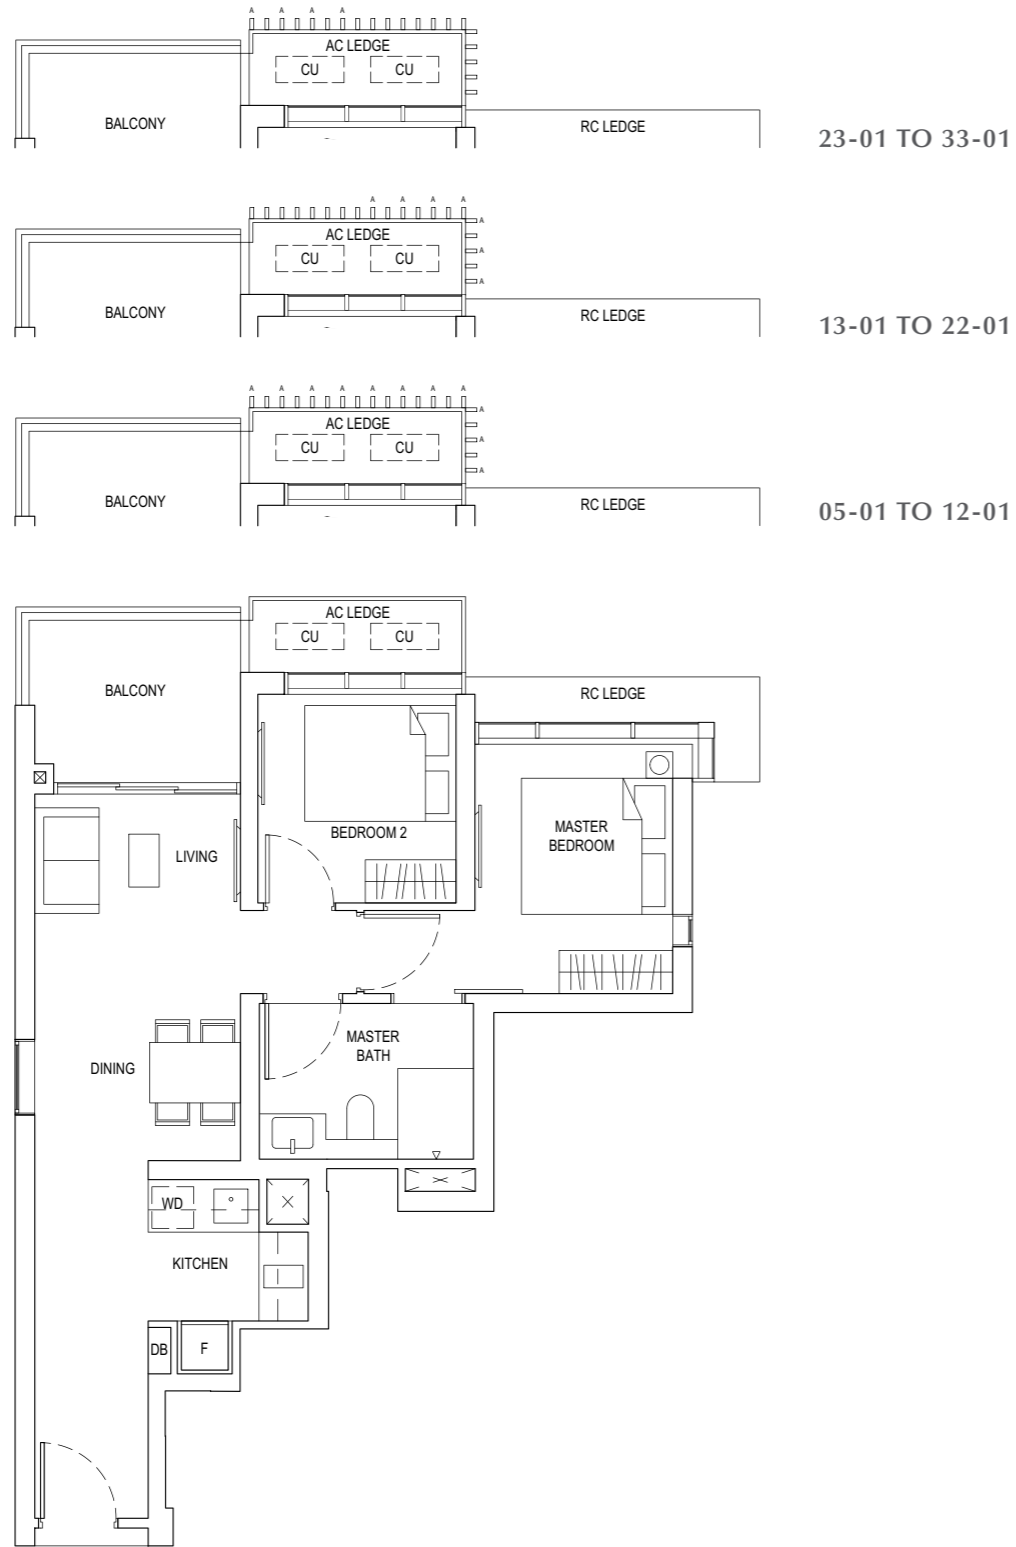 A A A A
AC LEDGE
CU CU
BALCONY
RC LEDGE
23-01 TO 33-01
A A A A
A
AC LEDGE
A
CU CU
A
BALCONY
RC LEDGE
13-01 TO 22-01
A A A A A A A A
A
AC LEDGE
A
CU CU
A
BALCONY
RC LEDGE
05-01 TO 12-01
AC LEDGE
CU CU
BALCONY
RC LEDGE
BEDROOM 2
MASTER
BEDROOM
LIVING
MASTER
BATH
DINING
WD
KITCHEN
DB
F